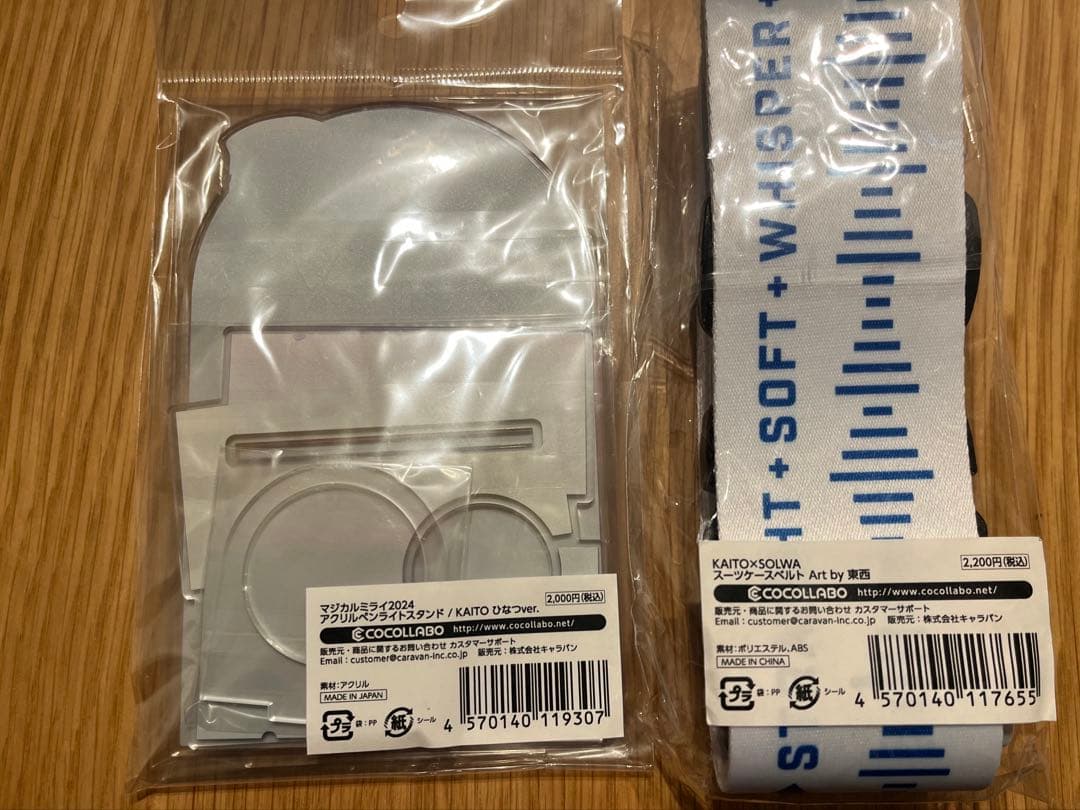 HT + SOFT + WHISPER +
ST
マジカルミライ2024
アクリルペンライトスタンド / KAITO ひなつver.
2,000円(税込)
COCOLLABO http://www.cocollabo.net/
販売元・商品に関するお問い合わせ カスタマーサポート
Email : customer@caravan-inc.co.jp 販売元 : 株式会社キャラバン
素材 : アクリル
MADE IN JAPAN
プラ 袋 : PP 紙 シール
4 570140 119307
KAITO×SOLWA
スーツケースベルト Art by 東西
2,200円(税込)
COCOLLABO http://www.cocollabo.net/
販売元・商品に関するお問い合わせ カスタマーサポート
Email : customer@caravan-inc.co.jp 販売元 : 株式会社キャラバン
素材 : ポリエステル, ABS
MADE IN CHINA
プラ 袋 : PP 紙 シール
4 570140 117655